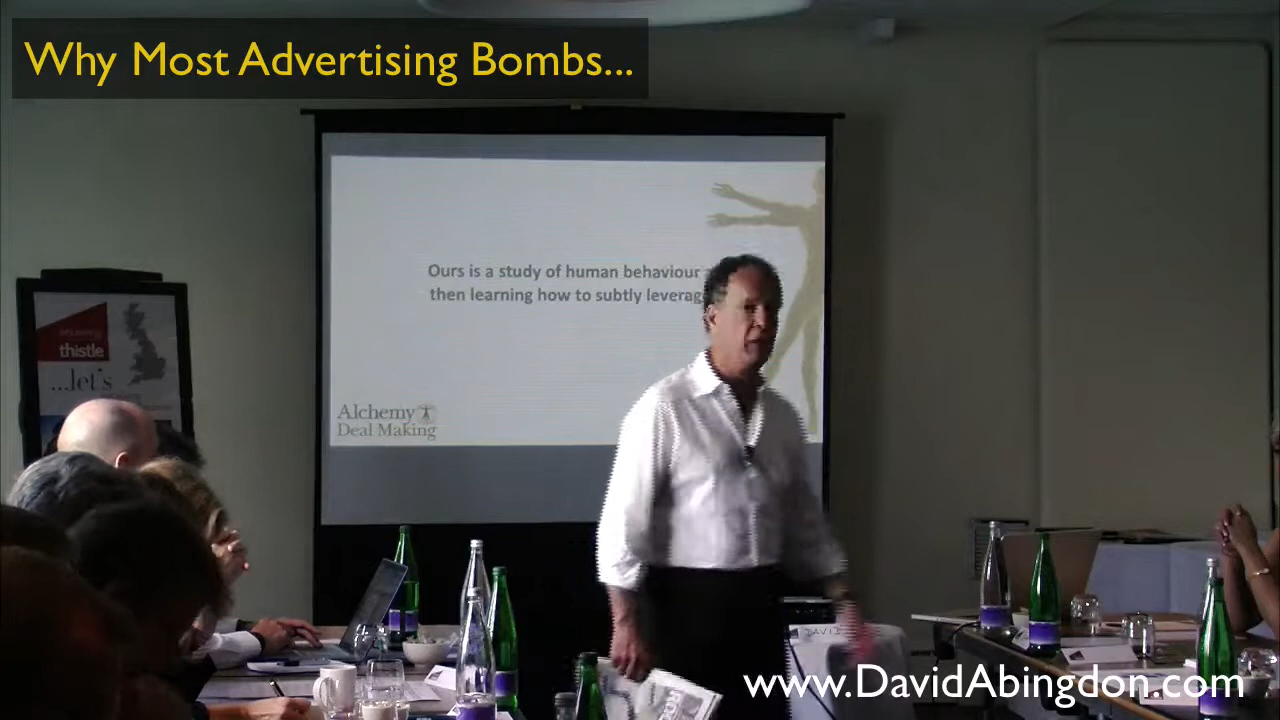 Why Most Advertising Bombs...
Ours is a study of human behaviour
then learning how to subtly leverag
Alchemy
Deal Making
thistle
...let's
DAVID
www.DavidAbingdon.com